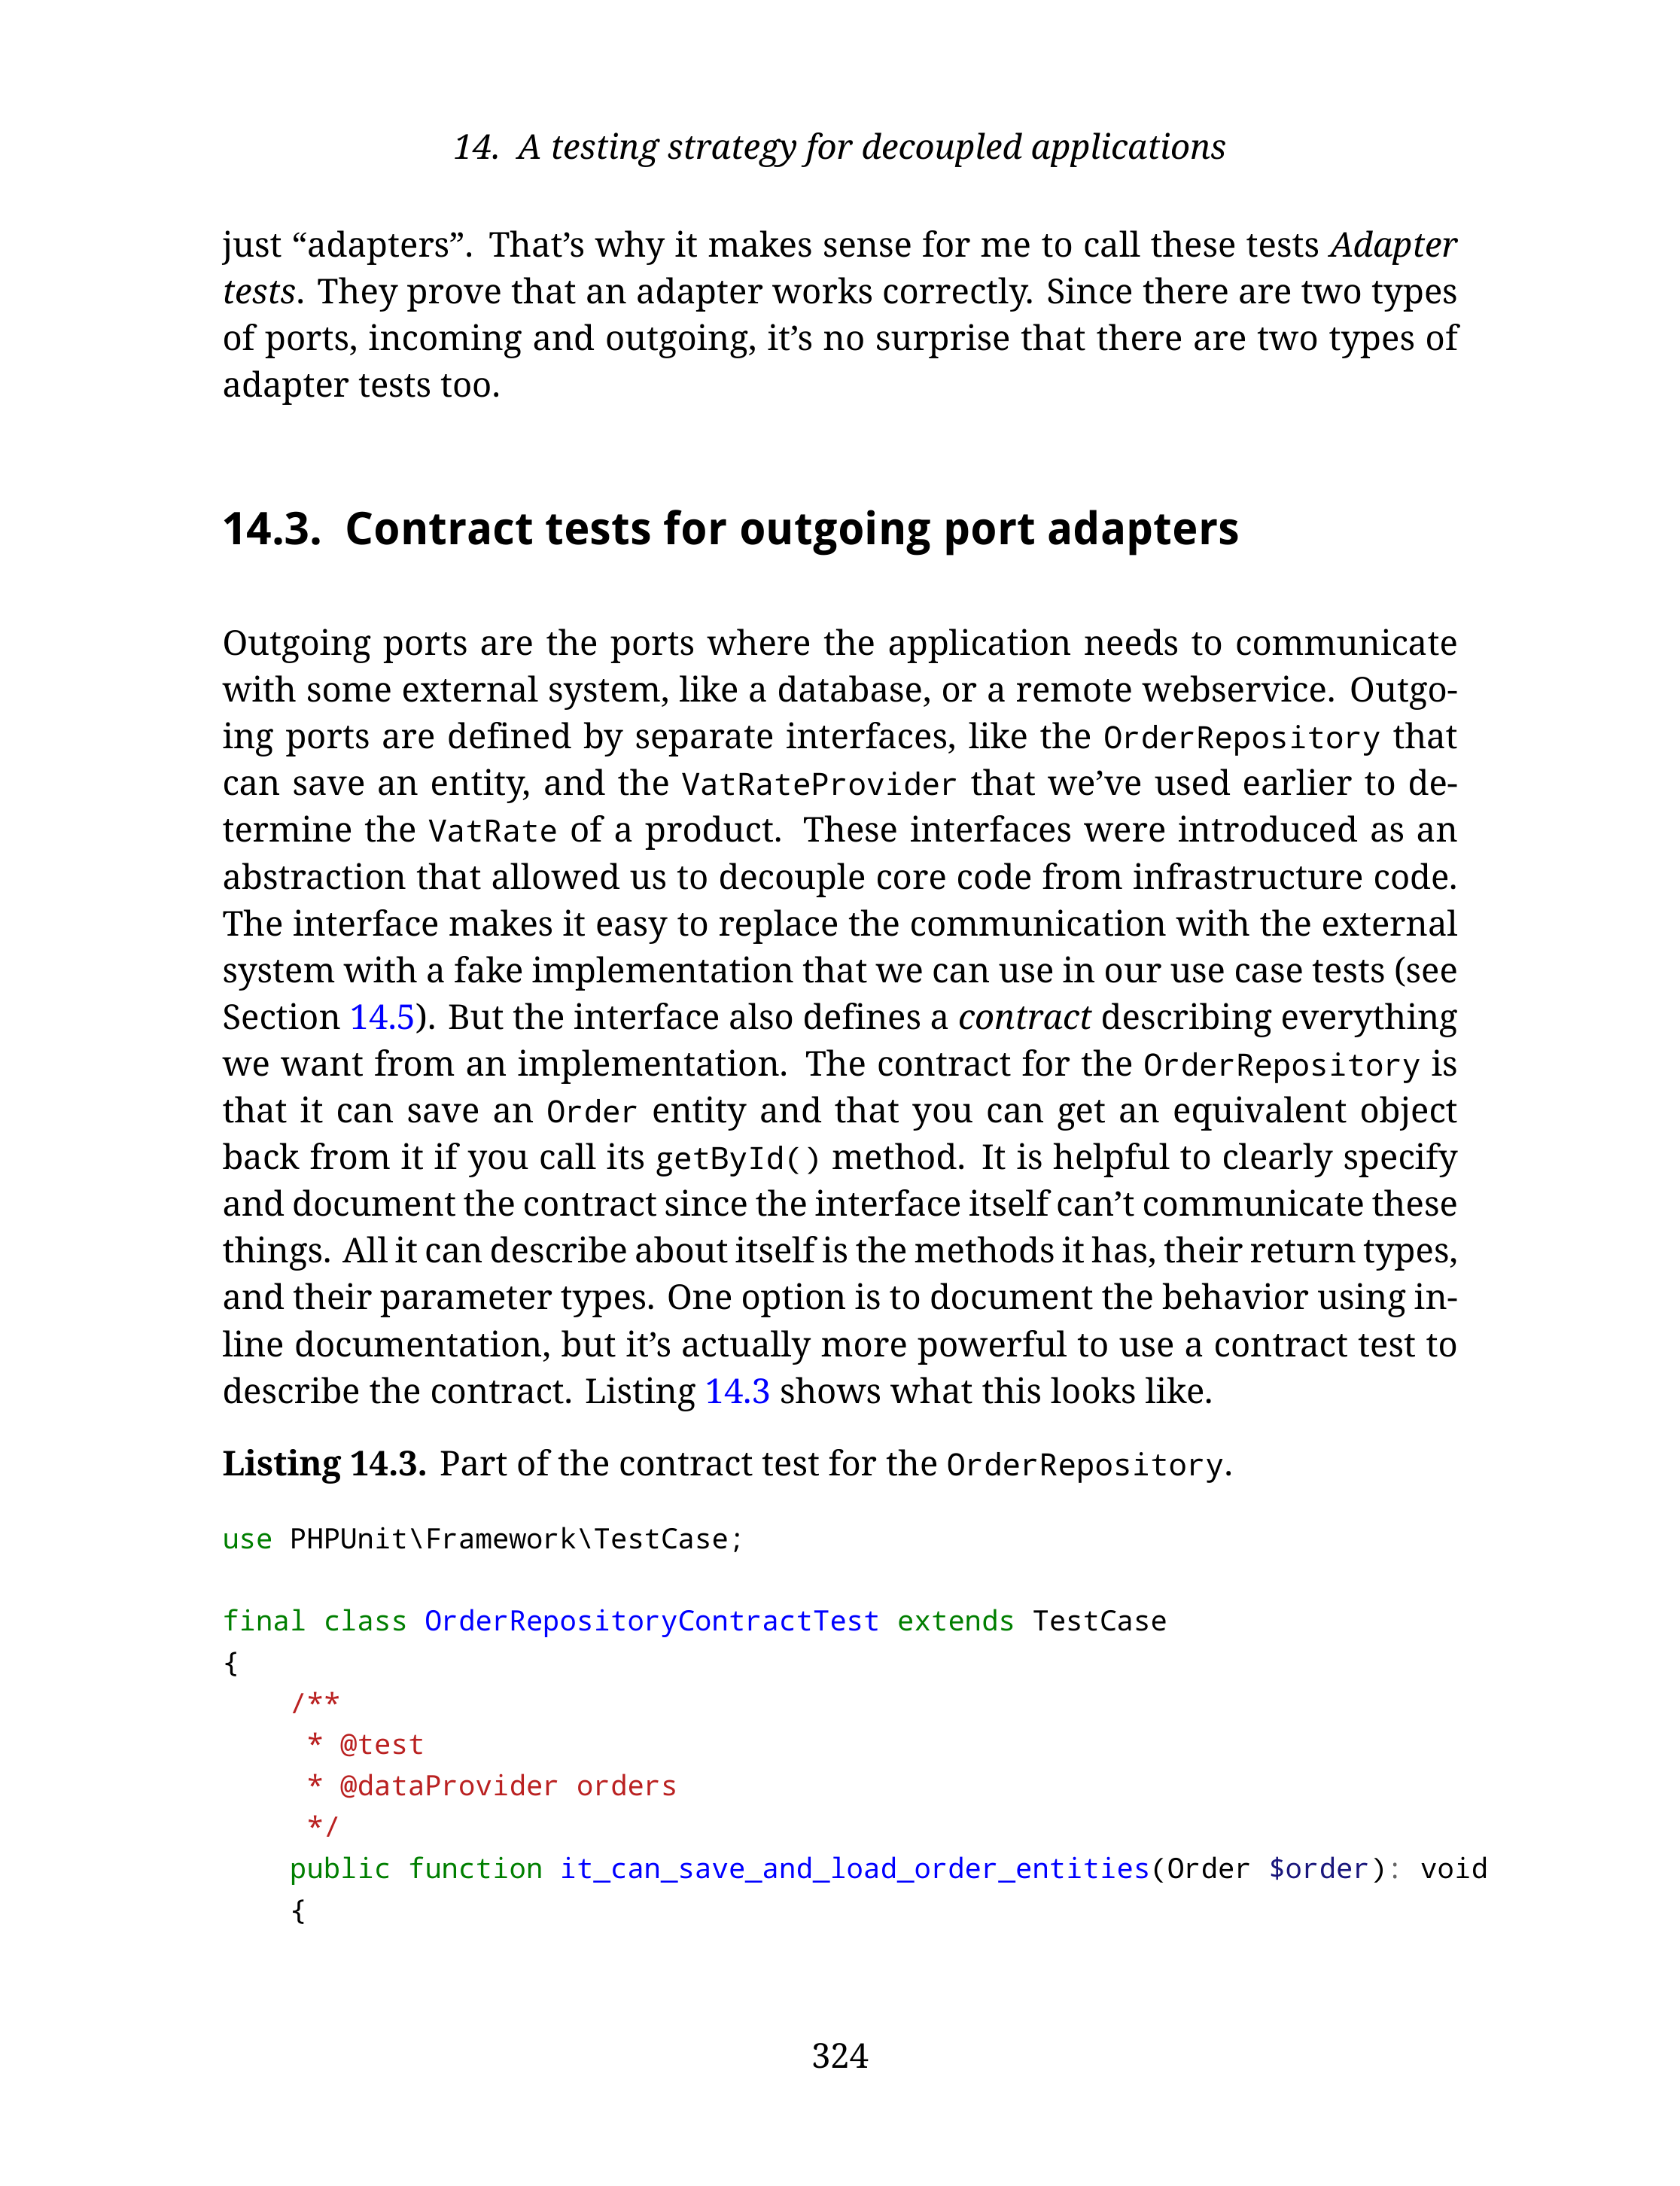 14. A testing strategy for decoupled applications
just “adapters”. That’s why it makes sense for me to call these tests Adapter
tests. They prove that an adapter works correctly. Since there are two types
of ports, incoming and outgoing, it’s no surprise that there are two types of
adapter tests too.
14.3. Contract tests for outgoing port adapters
Outgoing ports are the ports where the application needs to communicate
with some external system, like a database, or a remote webservice. Outgo-
ing ports are defined by separate interfaces, like the OrderRepository that
can save an entity, and the VatRateProvider that we’ve used earlier to de-
termine the VatRate of a product. These interfaces were introduced as an
abstraction that allowed us to decouple core code from infrastructure code.
The interface makes it easy to replace the communication with the external
system with a fake implementation that we can use in our use case tests (see
Section 14.5). But the interface also defines a contract describing everything
we want from an implementation. The contract for the OrderRepository is
that it can save an Order entity and that you can get an equivalent object
back from it if you call its getById() method. It is helpful to clearly specify
and document the contract since the interface itself can’t communicate these
things. All it can describe about itself is the methods it has, their return types,
and their parameter types. One option is to document the behavior using in-
line documentation, but it’s actually more powerful to use a contract test to
describe the contract. Listing 14.3 shows what this looks like.
Listing 14.3. Part of the contract test for the OrderRepository.
use PHPUnit\Framework\TestCase;
final class OrderRepositoryContractTest extends TestCase
{
    /**
     * @test
     * @dataProvider orders
     */
    public function it_can_save_and_load_order_entities(Order $order): void
    {
324